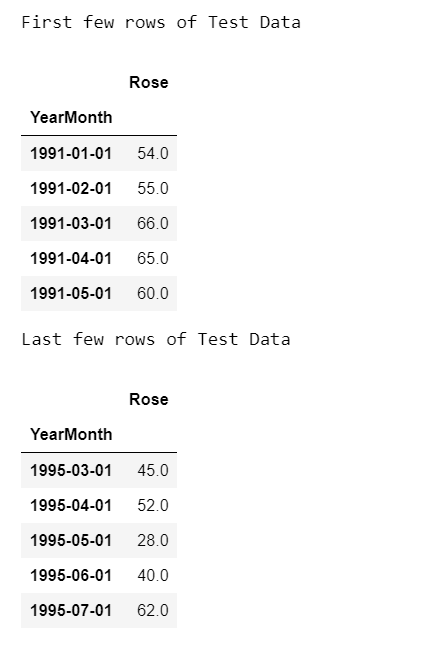 First few rows of Test Data
Rose
YearMonth
1991-01-01 54.0
1991-02-01 55.0
1991-03-01 66.0
1991-04-01 65.0
1991-05-01 60.0
Last few rows of Test Data
Rose
YearMonth
1995-03-01 45.0
1995-04-01 52.0
1995-05-01 28.0
1995-06-01 40.0
1995-07-01 62.0